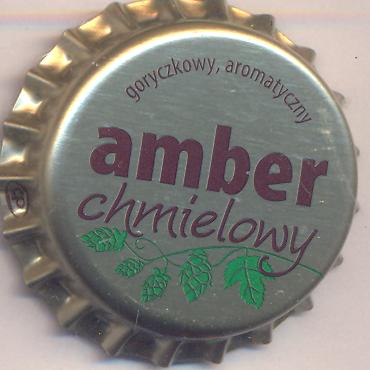 goryczkowy, aromatyczny
amber
chmielowy